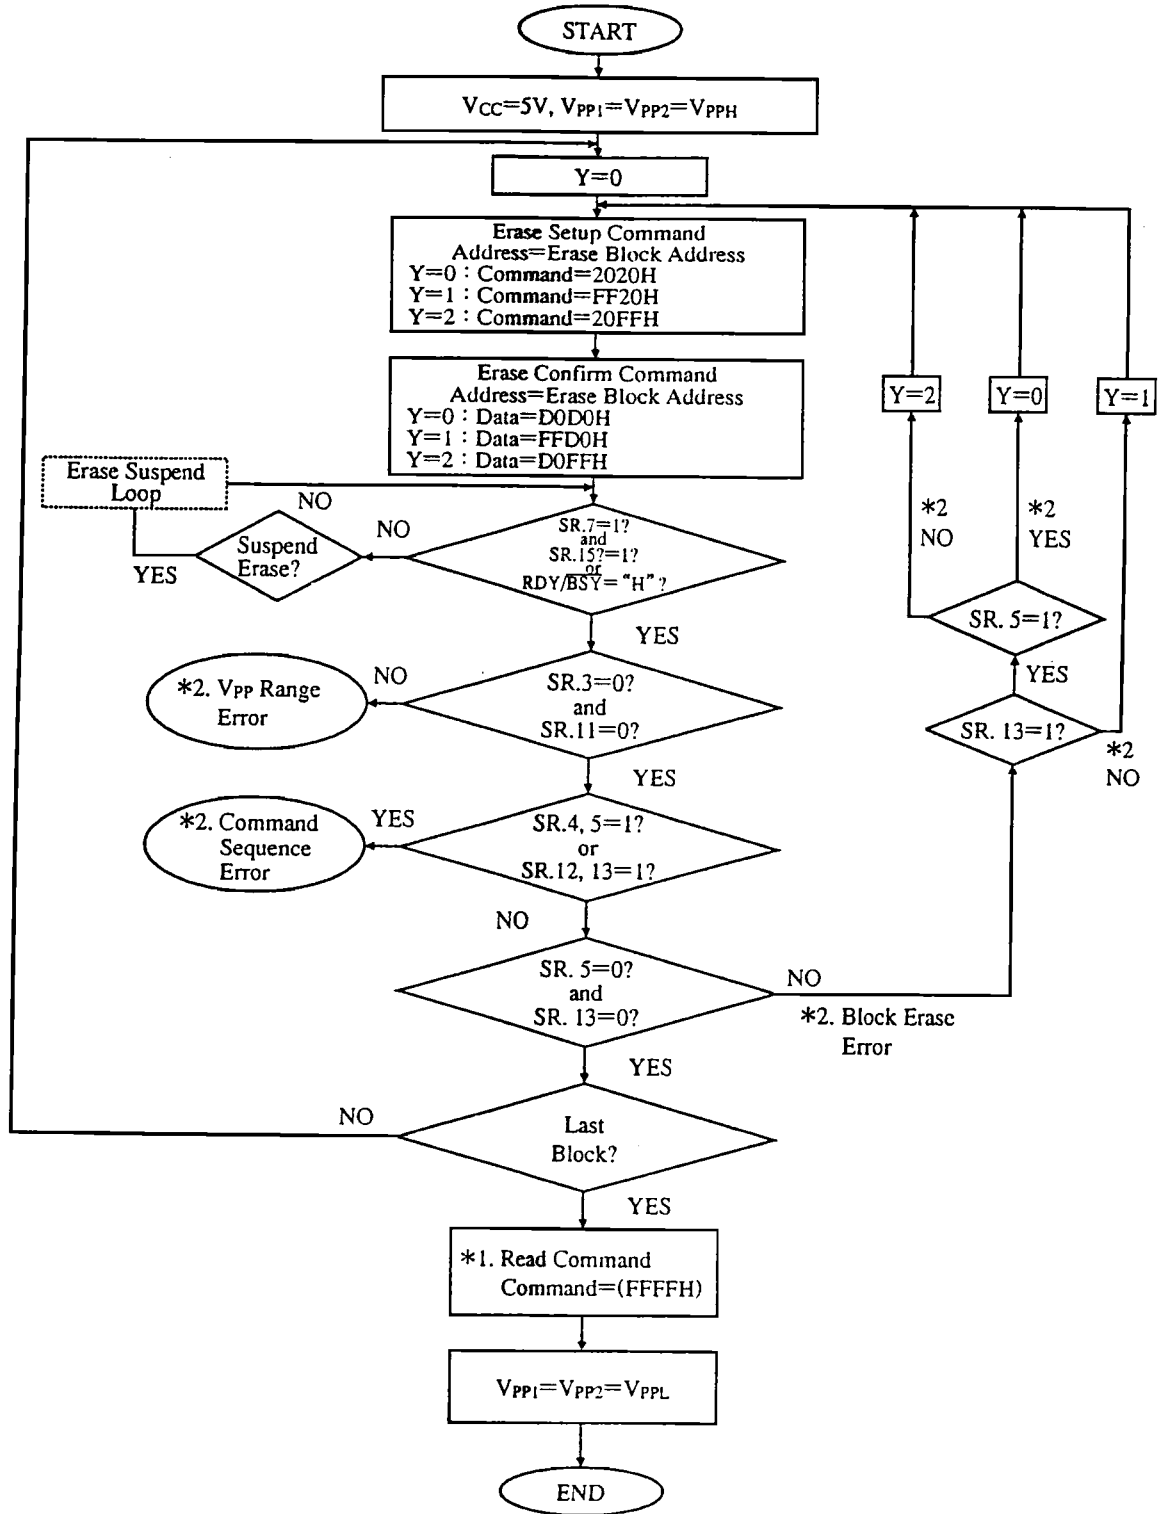 START
VCC=5V, VPP1=VPP2=VPPH
Y=0
Erase Setup Command
Address=Erase Block Address
Y=0 : Command=2020H
Y=1 : Command=FF20H
Y=2 : Command=20FFH
Erase Confirm Command
Address=Erase Block Address
Y=0 : Data=D0D0H
Y=1 : Data=FFD0H
Y=2 : Data=D0FFH
Y=2
Y=0
Y=1
Erase Suspend
Loop
NO
YES
Suspend
Erase?
NO
SR.7=1?
and
SR.15?=1?
or
RDY/BSY= "H" ?
YES
*2
NO
*2
YES
SR. 5=1?
YES
SR. 13=1?
*2
NO
*2. VPP Range
Error
NO
SR.3=0?
and
SR.11=0?
YES
*2. Command
Sequence
Error
YES
SR.4, 5=1?
or
SR.12, 13=1?
NO
SR. 5=0?
and
SR. 13=0?
NO
*2. Block Erase
Error
YES
NO
Last
Block?
YES
*1. Read Command
Command=(FFFFH)
VPP1=VPP2=VPPL
END